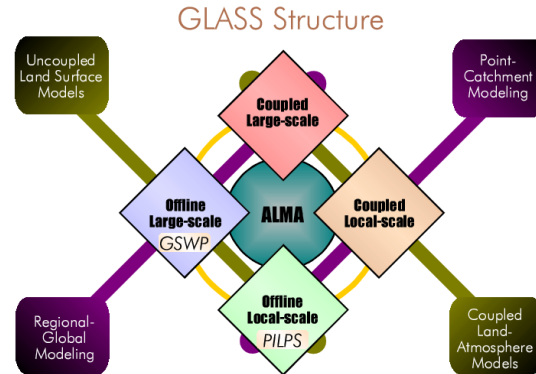 GLASS Structure
Uncoupled
Land Surface
Models
Point-
Catchment
Modeling
Coupled
Large-scale
Offline
Large-scale
GSWP
ALMA
Coupled
Local-scale
Offline
Local-scale
PILPS
Regional-
Global
Modeling
Coupled
Land-
Atmosphere
Models